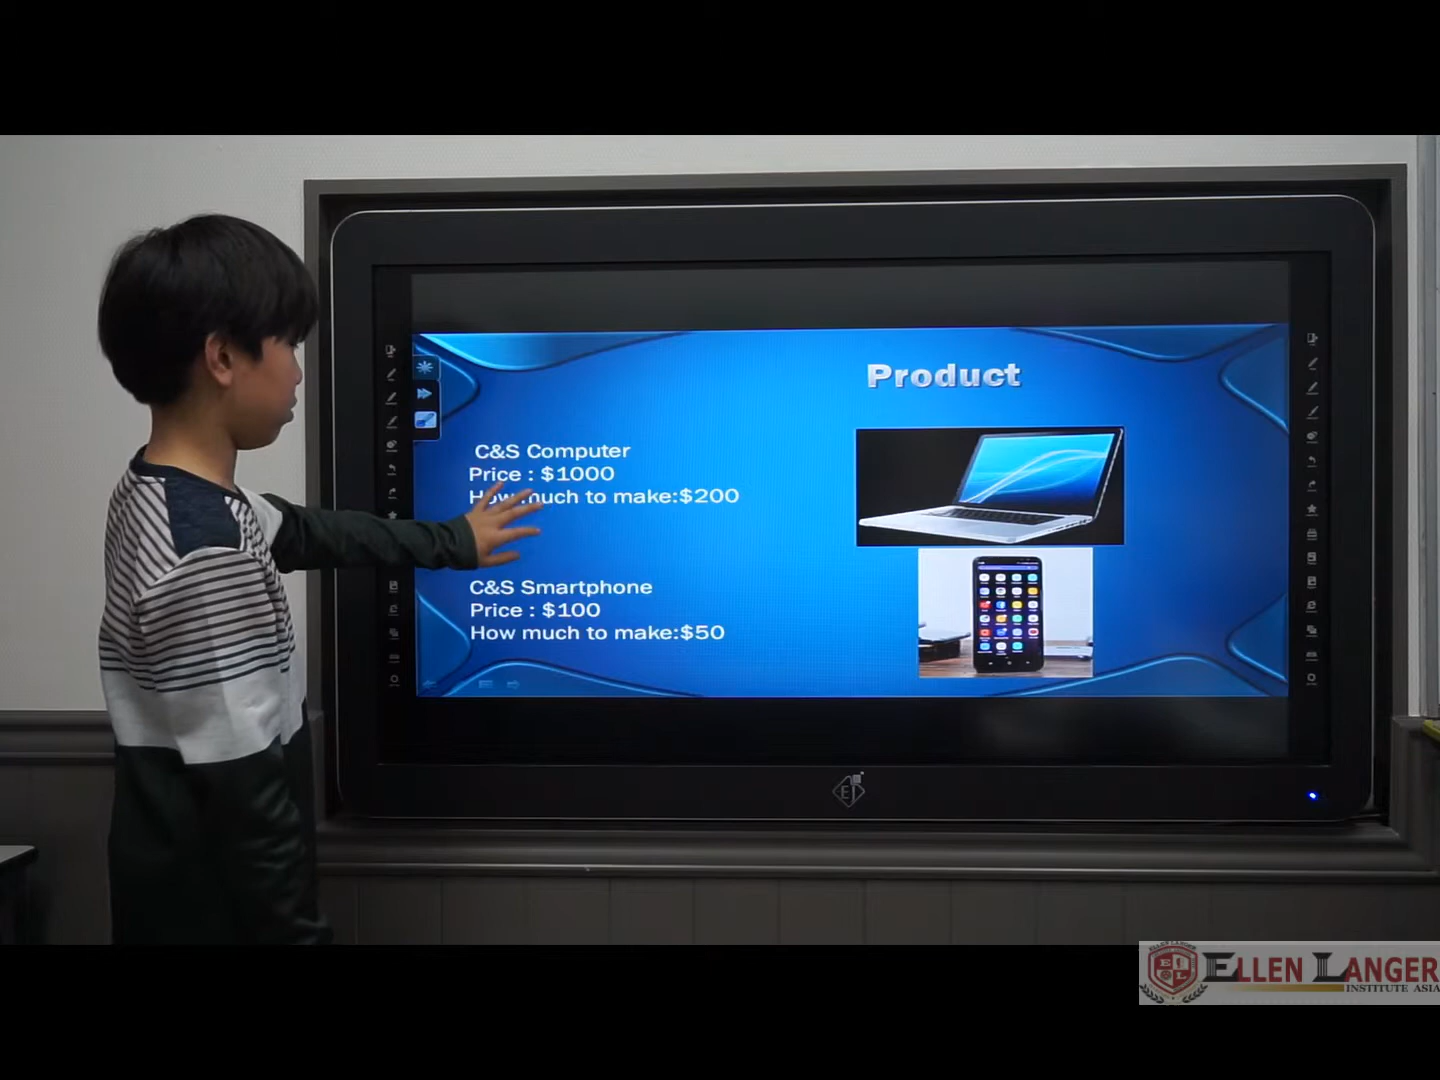 Product
C&S Computer
Price : $1000
How much to make:$200
C&S Smartphone
Price : $100
How much to make:$50
ELLEN LANGER
INSTITUTE ASIA